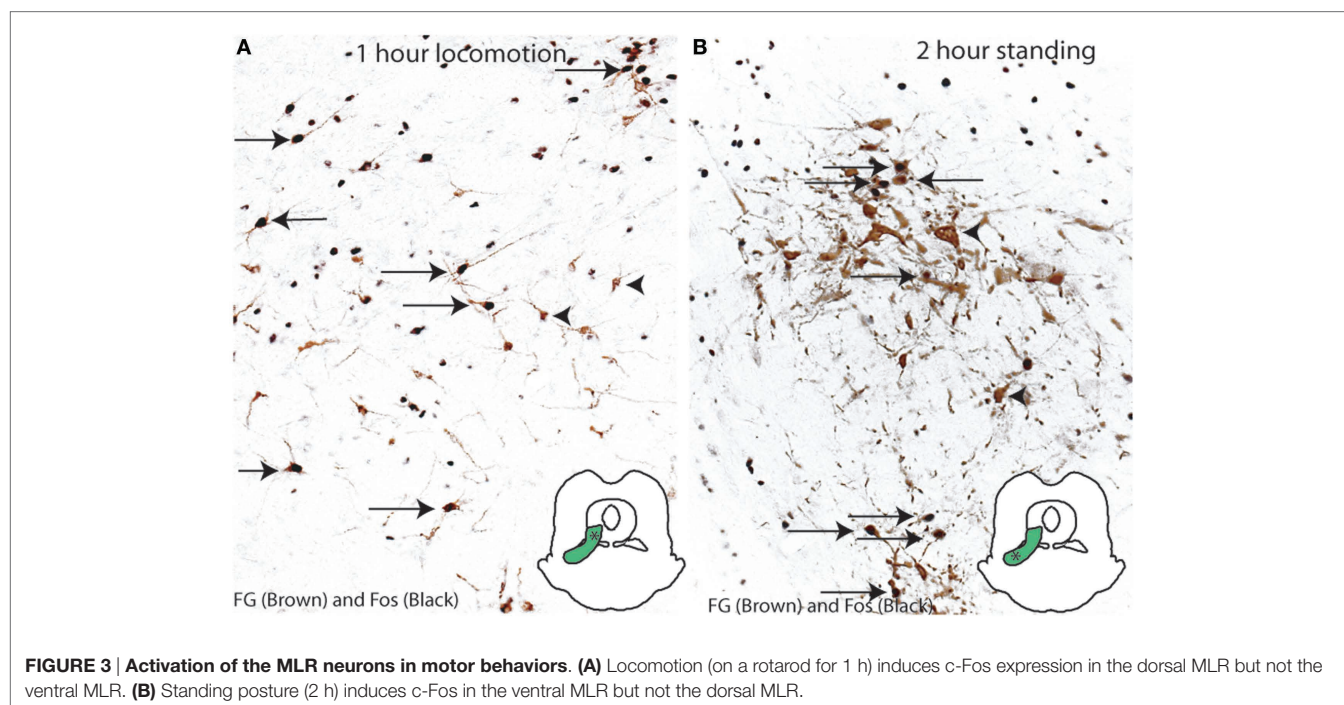 A
1 hour locomotion
B
2 hour standing
*
*
FG (Brown) and Fos (Black)
FG (Brown) and Fos (Black)
FIGURE 3 | Activation of the MLR neurons in motor behaviors. (A) Locomotion (on a rotarod for 1 h) induces c-Fos expression in the dorsal MLR but not the
ventral MLR. (B) Standing posture (2 h) induces c-Fos in the ventral MLR but not the dorsal MLR.